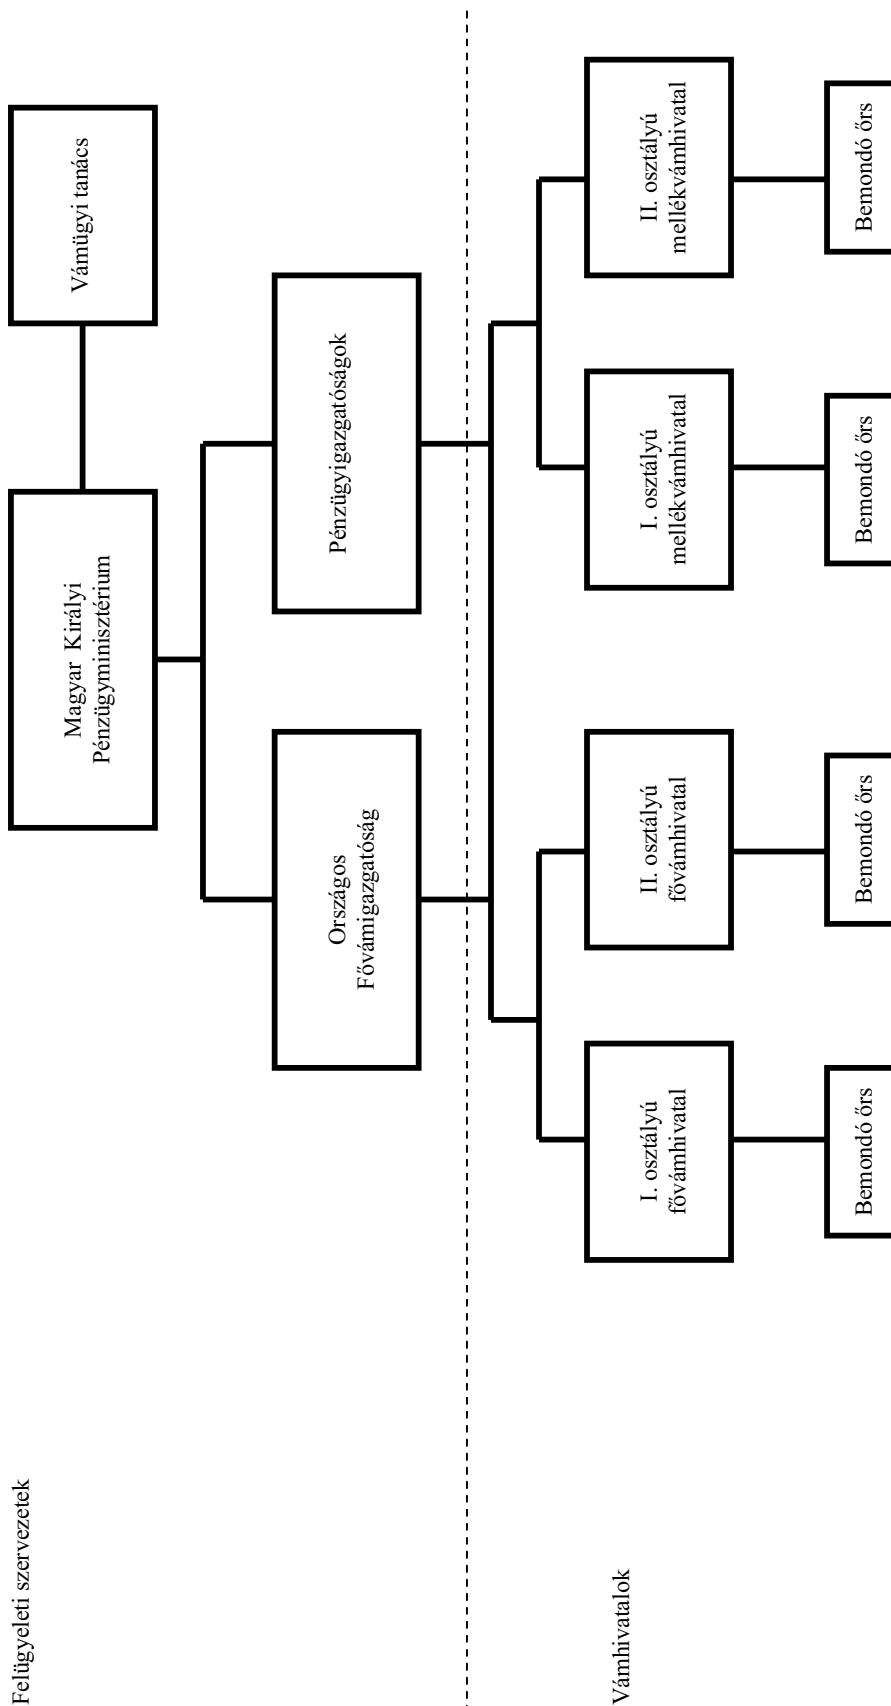 Felügyeleti szervezetek
Magyar Királyi
Pénzügyminisztérium
Vámügyi tanács
Országos
Fővámigazgatóság
Pénzügyigazgatóságok
Vámhivatalok
I. osztályú
fővámhivatal
II. osztályú
fővámhivatal
I. osztályú
mellékvámhivatal
II. osztályú
mellékvámhivatal
Bemondó őrs
Bemondó őrs
Bemondó őrs
Bemondó őrs